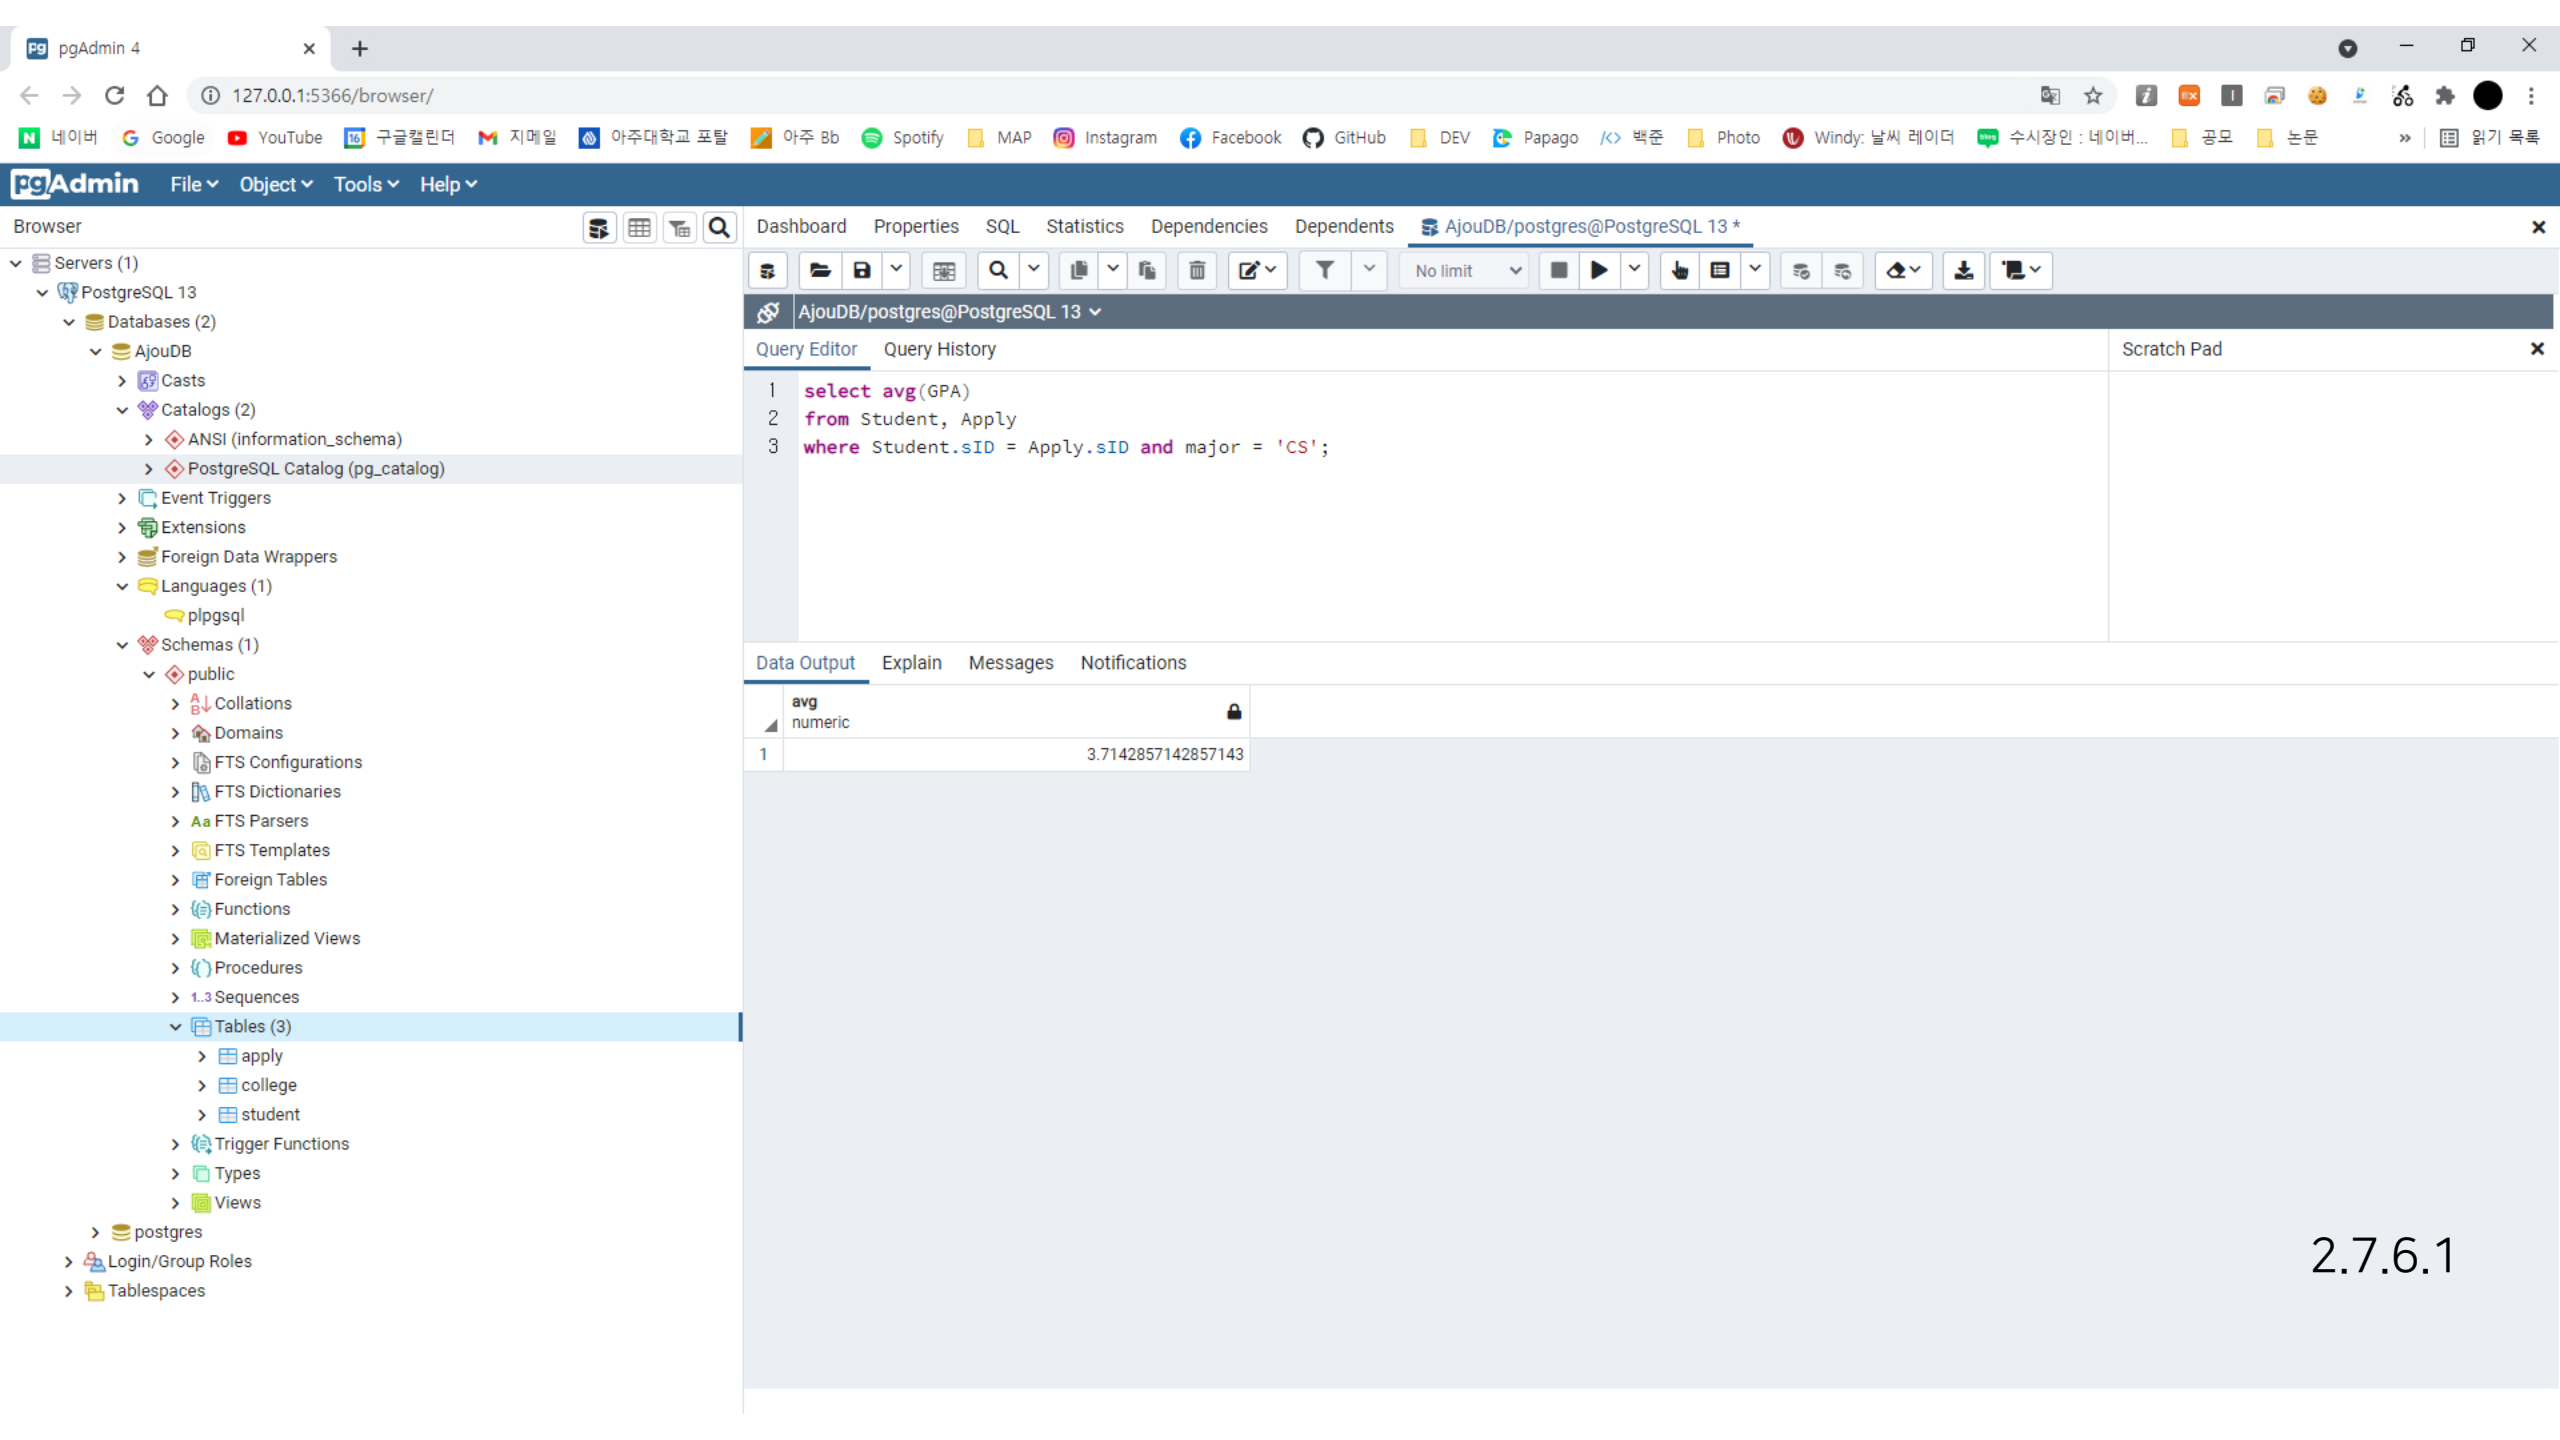 pgAdmin 4
127.0.0.1:5366/browser/
네이버 Google YouTube 구글캘린더 지메일 아주대학교 포탈 아주 Bb Spotify MAP Instagram Facebook GitHub DEV Papago 백준 Photo Windy: 날씨 레이더 수시장인 : 네이버... 공모 논문 » 읽기 목록
pgAdmin File Object Tools Help
Browser
Dashboard Properties SQL Statistics Dependencies Dependents AjouDB/postgres@PostgreSQL 13 *
No limit
AjouDB/postgres@PostgreSQL 13
Query Editor Query History
Scratch Pad
1 select avg(GPA)
2 from Student, Apply
3 where Student.sID = Apply.sID and major = 'CS';
Data Output Explain Messages Notifications
avg
numeric
1 3.7142857142857143
Servers (1)
PostgreSQL 13
Databases (2)
AjouDB
Casts
Catalogs (2)
ANSI (information_schema)
PostgreSQL Catalog (pg_catalog)
Event Triggers
Extensions
Foreign Data Wrappers
Languages (1)
plpgsql
Schemas (1)
public
Collations
Domains
FTS Configurations
FTS Dictionaries
FTS Parsers
FTS Templates
Foreign Tables
Functions
Materialized Views
Procedures
Sequences
Tables (3)
apply
college
student
Trigger Functions
Types
Views
postgres
Login/Group Roles
Tablespaces
2.7.6.1